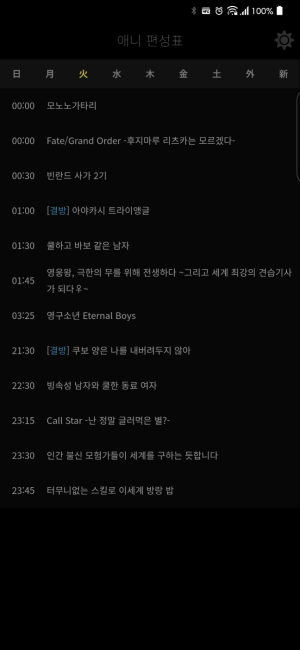 100%
애니 편성표
일 월 火 수 목 금 토 외 新
00:00 모노노가타리
00:00 Fate/Grand Order -후지마루 리츠카는 모르겠다-
00:30 빈란드 사가 2기
01:00 [결방] 아야카시 트라이앵글
01:30 쿨하고 바보 같은 남자
01:45 영웅왕, 극한의 무를 위해 전생하다 ~그리고 세계 최강의 견습기사
가 되다♀~
03:25 영구소년 Eternal Boys
21:30 [결방] 쿠보 양은 나를 내버려두지 않아
22:30 빙속성 남자와 쿨한 동료 여자
23:15 Call Star -난 정말 글러먹은 별?-
23:30 인간 불신 모험가들이 세계를 구하는 듯합니다
23:45 터무니없는 스킬로 이세계 방랑 밥